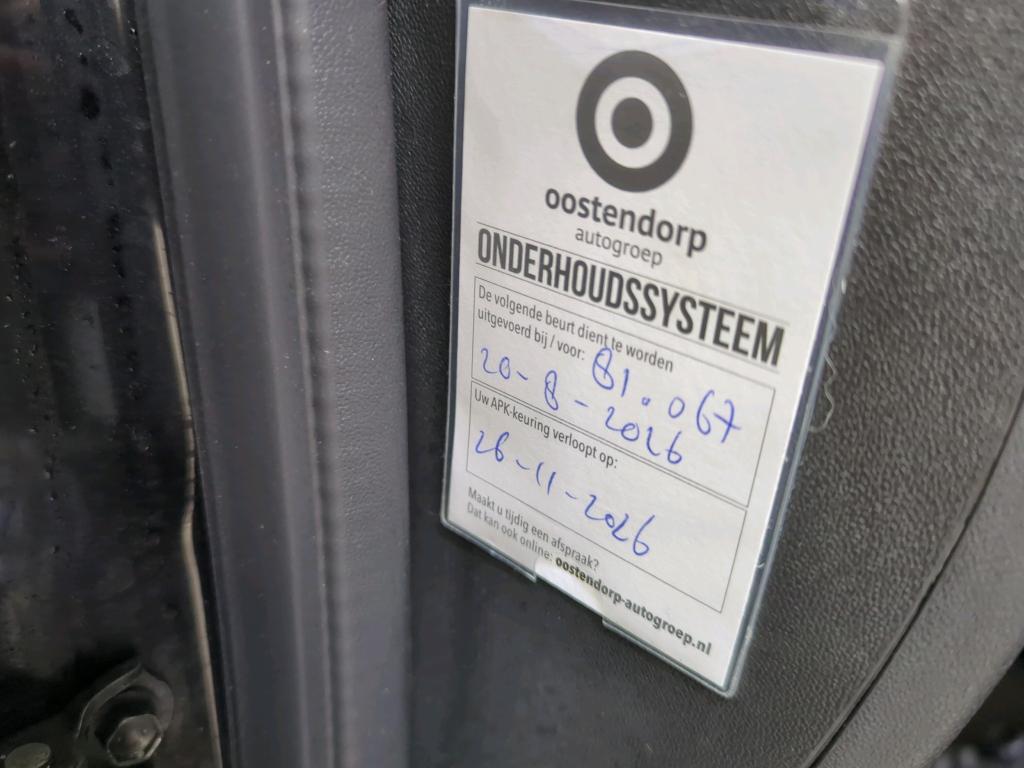 oostendorp
autogroep
ONDERHOUDSSYSTEEM
De volgende beurt dient te worden
uitgevoerd bij / voor: 81.067
20-8-2026
Uw APK-keuring verloopt op:
26-11-2026
Maakt u tijdig een afspraak?
Dat kan ook online: oostendorp-autogroep.nl